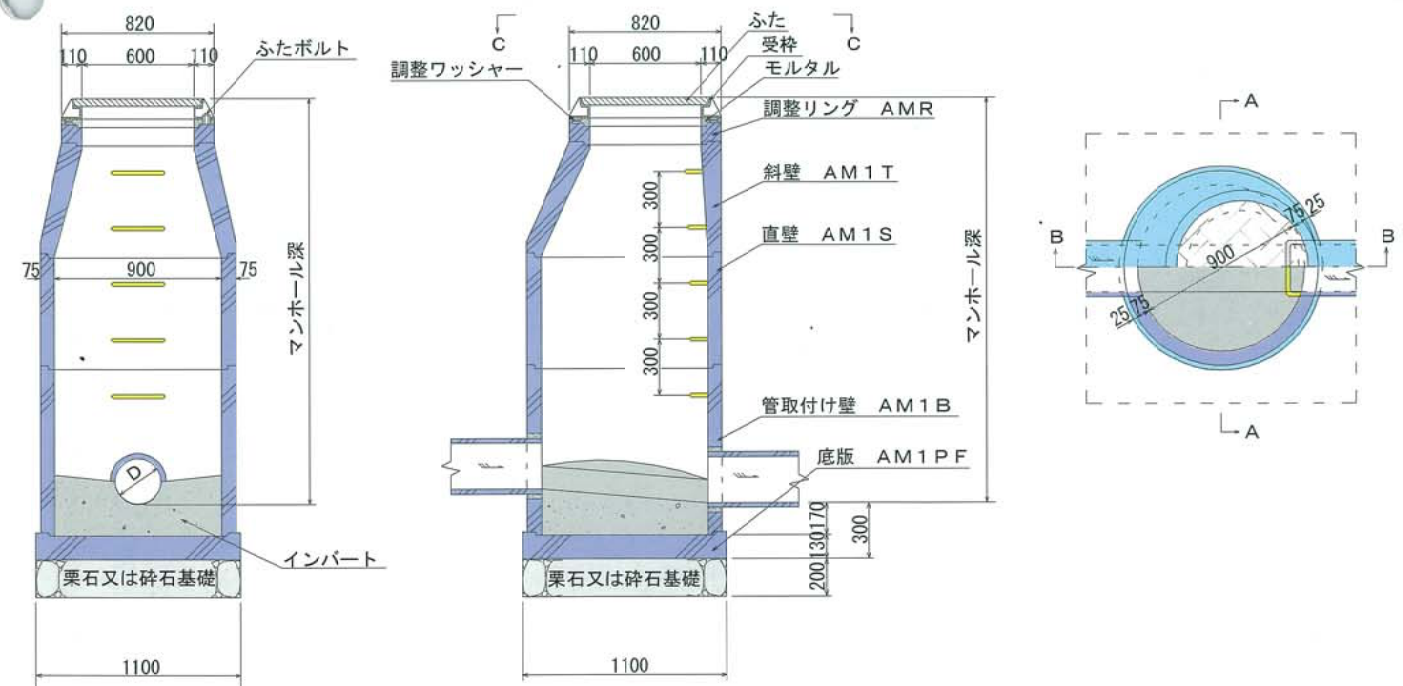 820
110 600 110
ふたボルト
マンホール深
75 900 75
D
インバート
栗石又は砕石基礎
1100
C C
820
110 600 110
調整ワッシャー
ふた
受枠
モルタル
調整リング AMR
斜壁 AM1T
直壁 AM1S
300
300
300
300
マンホール深
管取付け壁 AM1B
底版 AM1PF
170
130
200
300
栗石又は砕石基礎
1100
A
B B
75 25
900
25 75
A